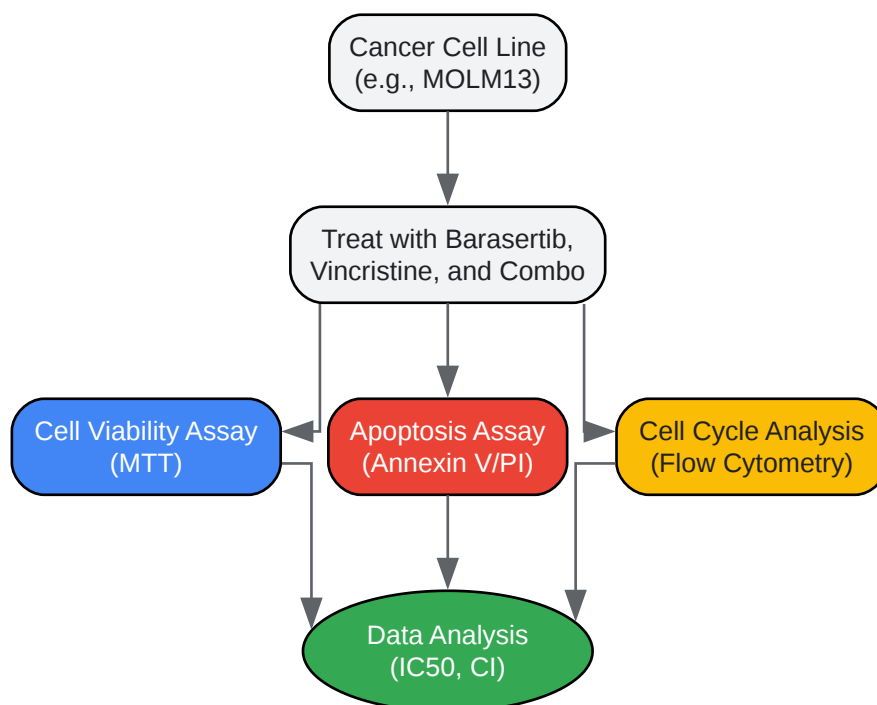 Cancer Cell Line
(e.g., MOLM13)
Treat with Barasertib,
Vincristine, and Combo
Cell Viability Assay
(MTT)
Apoptosis Assay
(Annexin V/PI)
Cell Cycle Analysis
(Flow Cytometry)
Data Analysis
(IC50, CI)